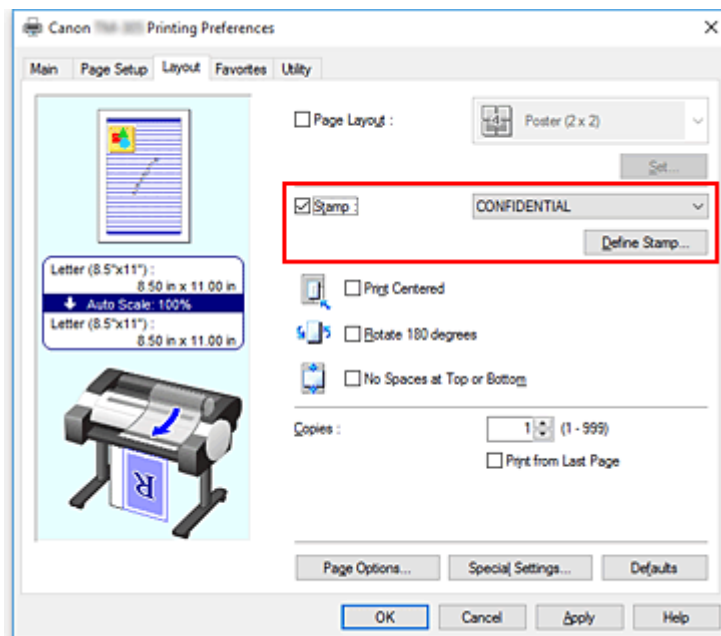 Canon Printing Preferences
Main Page Setup Layout Favorites Utility
Page Layout :
4
Poster (2 x 2)
Set...
Stamp :
CONFIDENTIAL
Define Stamp...
Letter (8.5"x11") :
8.50 in x 11.00 in
Auto Scale: 100%
Letter (8.5"x11") :
8.50 in x 11.00 in
Print Centered
Rotate 180 degrees
No Spaces at Top or Bottom
R
Copies :
1 (1 - 999)
Print from Last Page
Page Options... Special Settings... Defaults
OK Cancel Apply Help